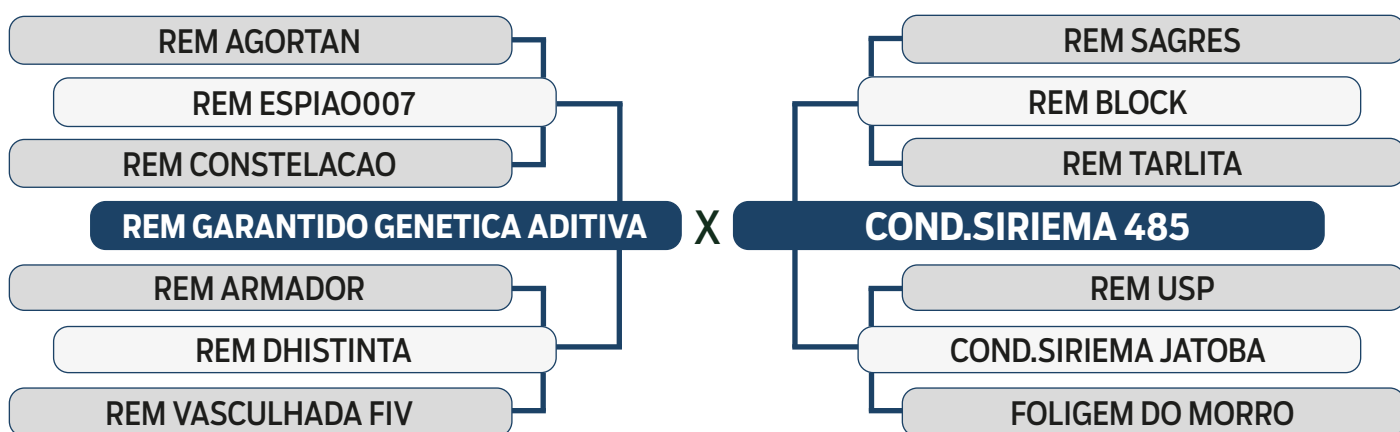 REM AGORTAN
REM ESPIAO007
REM CONSTELACAO
REM GARANTIDO GENETICA ADITIVA
REM ARMADOR
REM DHISTINTA
REM VASCULHADA FIV
X
REM SAGRES
REM BLOCK
REM TARLITA
COND.SIRIEMA 485
REM USP
COND.SIRIEMA JATOBA
FOLIGEM DO MORRO